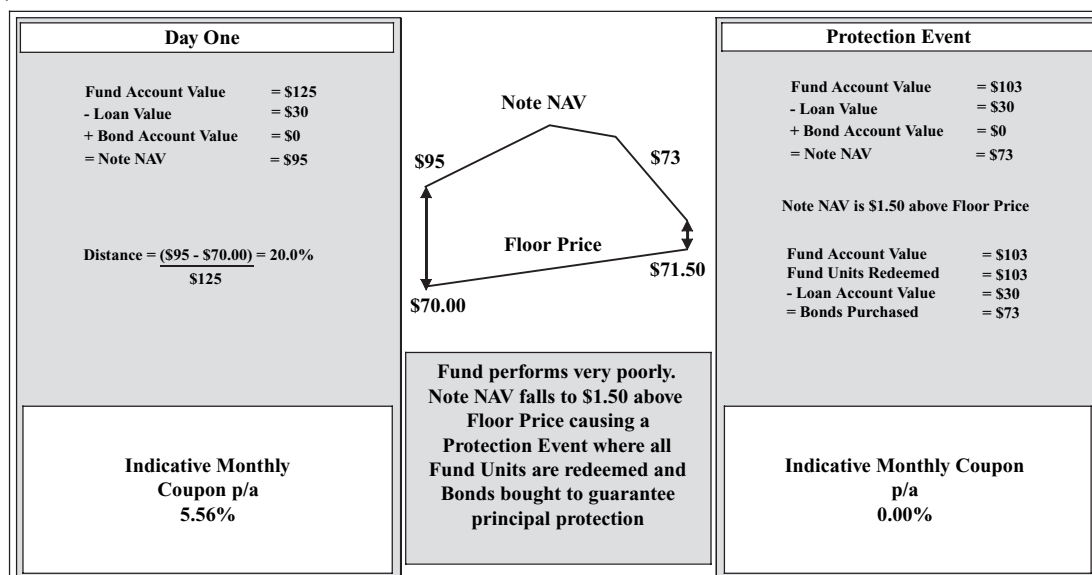 Day One
Fund Account Value = $125
- Loan Value = $30
+ Bond Account Value = $0
= Note NAV = $95
Distance = ($95 - $70.00) = 20.0%
$125
Indicative Monthly
Coupon p/a
5.56%
Note NAV
$95
$73
Floor Price
$71.50
$70.00
Fund performs very poorly.
Note NAV falls to $1.50 above
Floor Price causing a
Protection Event where all
Fund Units are redeemed and
Bonds bought to guarantee
principal protection
Protection Event
Fund Account Value = $103
- Loan Value = $30
+ Bond Account Value = $0
= Note NAV = $73
Note NAV is $1.50 above Floor Price
Fund Account Value = $103
Fund Units Redeemed = $103
- Loan Account Value = $30
= Bonds Purchased = $73
Indicative Monthly Coupon
p/a
0.00%